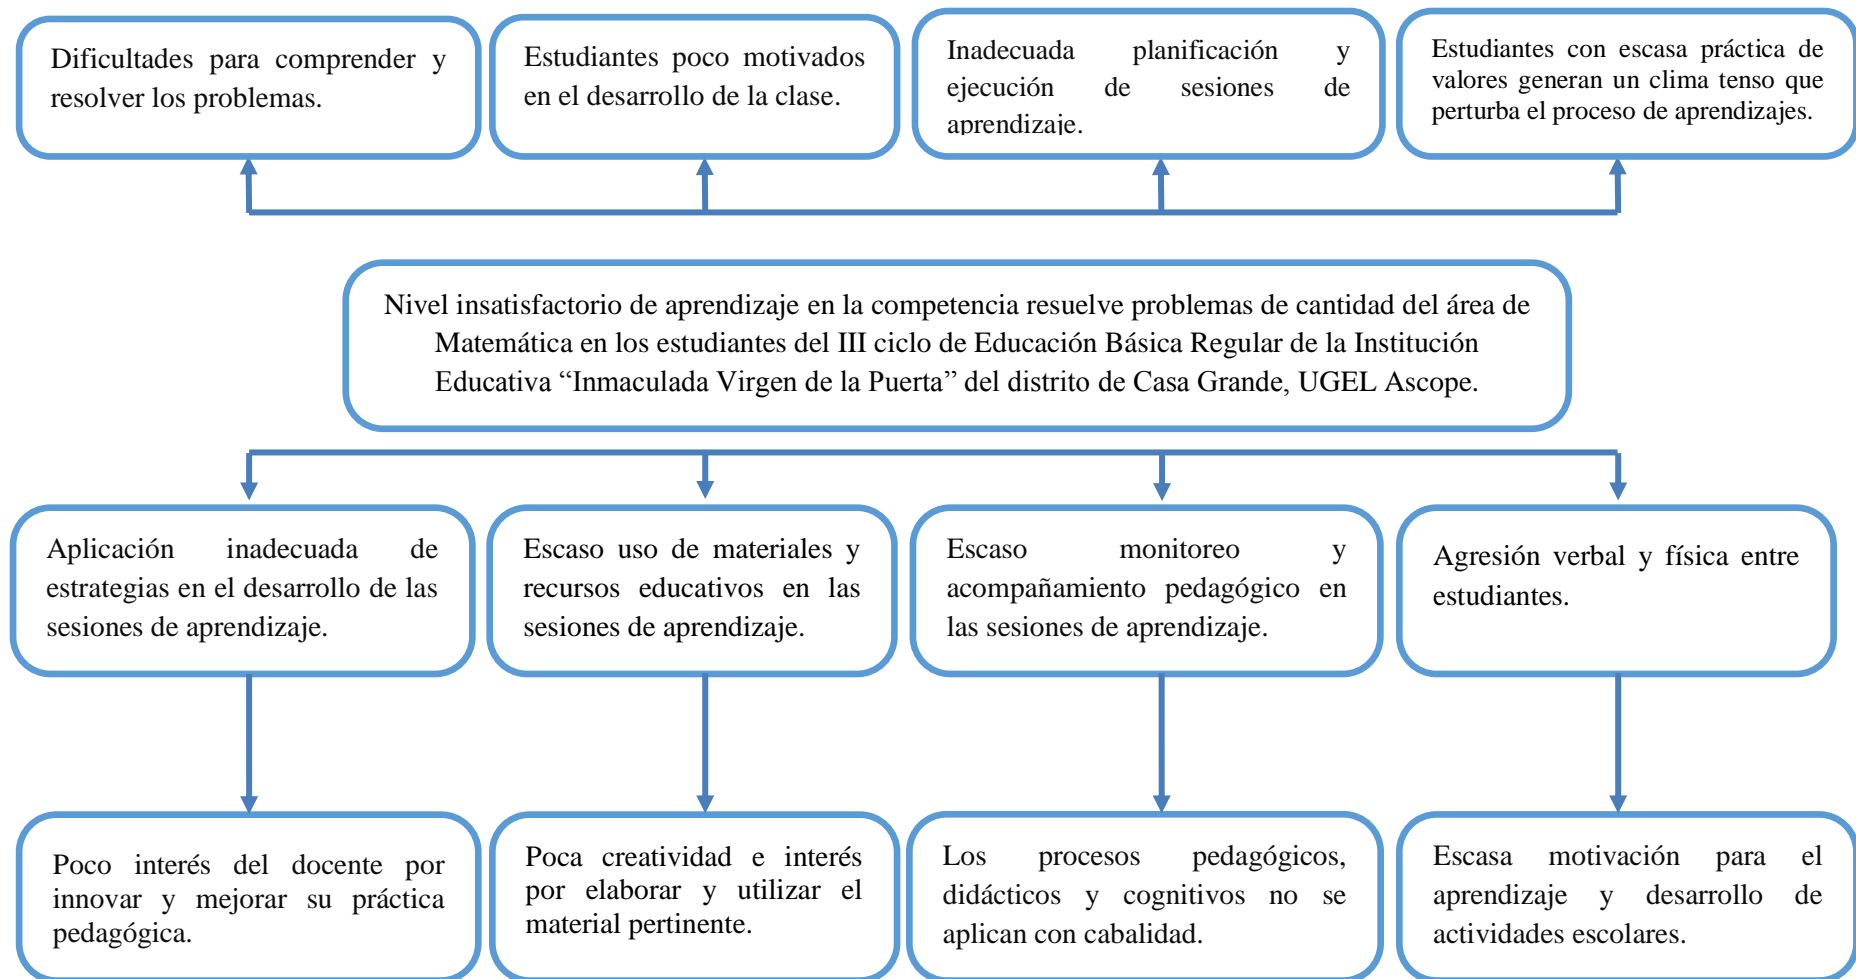 Dificultades para comprender y
resolver los problemas.
Estudiantes poco motivados
en el desarrollo de la clase.
Inadecuada planificación y
ejecución de sesiones de
aprendizaje.
Estudiantes con escasa práctica de
valores generan un clima tenso que
perturba el proceso de aprendizajes.
Nivel insatisfactorio de aprendizaje en la competencia resuelve problemas de cantidad del área de
Matemática en los estudiantes del III ciclo de Educación Básica Regular de la Institución
Educativa “Inmaculada Virgen de la Puerta” del distrito de Casa Grande, UGEL Ascope.
Aplicación inadecuada de
estrategias en el desarrollo de las
sesiones de aprendizaje.
Escaso uso de materiales y
recursos educativos en las
sesiones de aprendizaje.
Escaso monitoreo y
acompañamiento pedagógico en
las sesiones de aprendizaje.
Agresión verbal y física entre
estudiantes.
Poco interés del docente por
innovar y mejorar su práctica
pedagógica.
Poca creatividad e interés
por elaborar y utilizar el
material pertinente.
Los procesos pedagógicos,
didácticos y cognitivos no se
aplican con cabalidad.
Escasa motivación para el
aprendizaje y desarrollo de
actividades escolares.